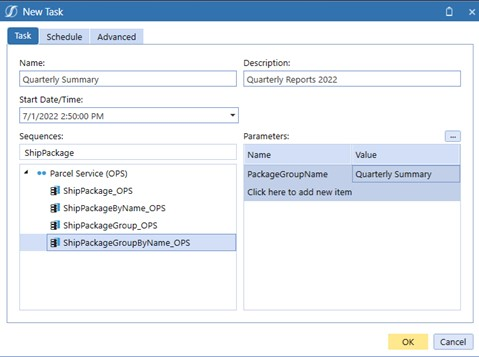 New Task
Task Schedule Advanced
Name: Description:
Quarterly Summary Quarterly Reports 2022
Start Date/Time:
7/1/2022 2:50:00 PM
Sequences: Parameters: ...
ShipPackage
Name Value
Parcel Service (OPS) PackageGroupName Quarterly Summary
ShipPackage_OPS Click here to add new item
ShipPackageByName_OPS
ShipPackageGroup_OPS
ShipPackageGroupByName_OPS
OK Cancel